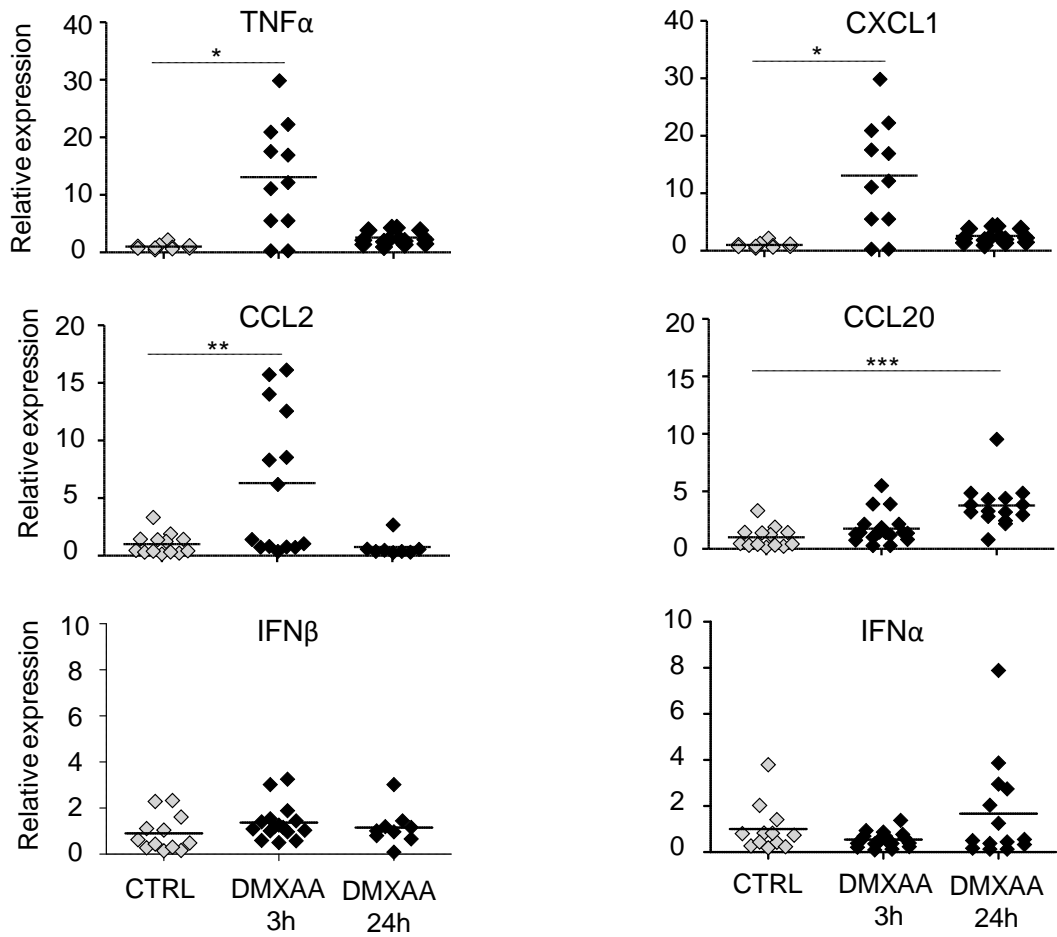 TNFα
Relative expression
40
30
20
10
0
*
CXCL1
40
30
20
10
0
*
CCL2
Relative expression
20
15
10
5
0
**
CCL20
20
15
10
5
0
***
IFNβ
Relative expression
10
8
6
4
2
0
CTRL
DMXAA
3h
DMXAA
24h
IFNα
10
8
6
4
2
0
CTRL
DMXAA
3h
DMXAA
24h